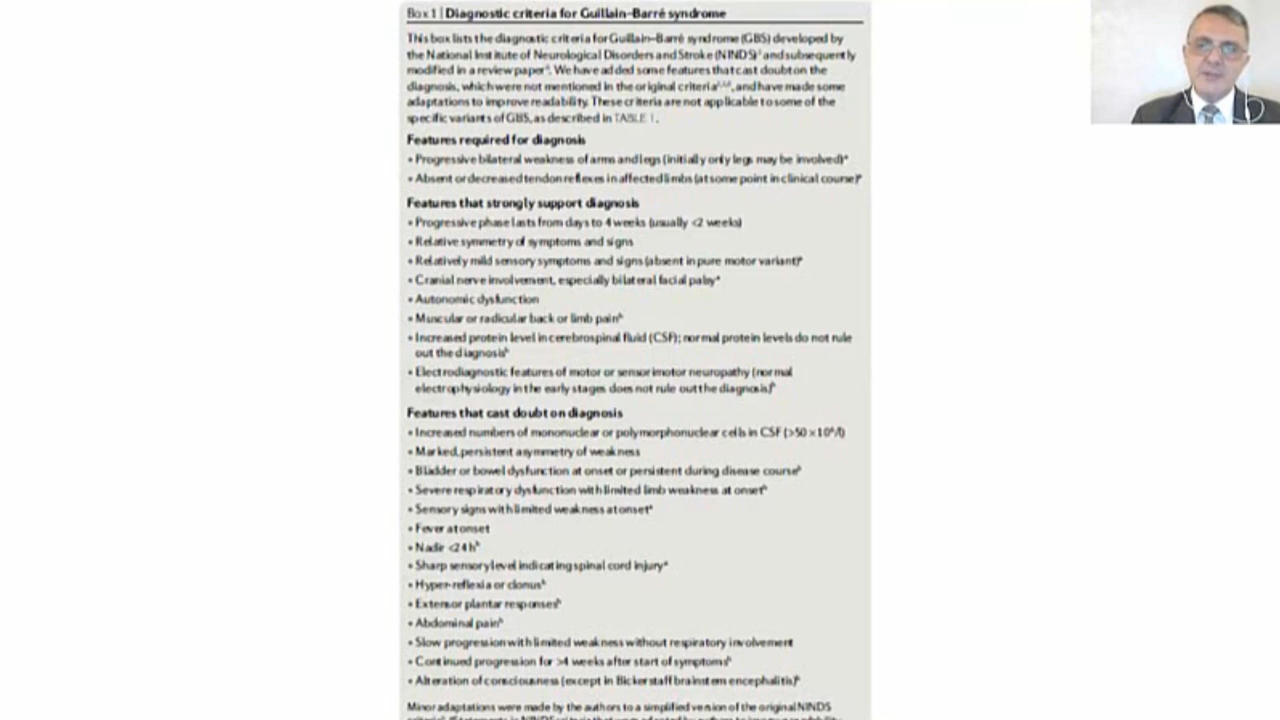 Box 1 | Diagnostic criteria for Guillain–Barré syndrome
This box lists the diagnostic criteria for Guillain–Barré syndrome (GBS) developed by
the National Institute of Neurological Disorders and Stroke (NINDS) and subsequently
modified in a review paper. We have added some features that cast doubt on the
diagnosis, which were not mentioned in the original criteria, and have made some
adaptations to improve readability. These criteria are not applicable to some of the
specific variants of GBS, as described in TABLE 1.
Features required for diagnosis
• Progressive bilateral weakness of arms and legs (initially only legs may be involved)ᵃ
• Absent or decreased tendon reflexes in affected limbs (at some point in clinical course)ᵃ
Features that strongly support diagnosis
• Progressive phase lasts from days to 4 weeks (usually <2 weeks)
• Relative symmetry of symptoms and signs
• Relatively mild sensory symptoms and signs (absent in pure motor variant)ᵃ
• Cranial nerve involvement, especially bilateral facial palsyᵃ
• Autonomic dysfunction
• Muscular or radicular back or limb painᵇ
• Increased protein level in cerebrospinal fluid (CSF); normal protein levels do not rule
out the diagnosisᵇ
• Electrodiagnostic features of motor or sensorimotor neuropathy (normal
electrophysiology in the early stages does not rule out the diagnosis)ᵇ
Features that cast doubt on diagnosis
• Increased numbers of mononuclear or polymorphonuclear cells in CSF (>50 × 10⁶/l)
• Marked, persistent asymmetry of weakness
• Bladder or bowel dysfunction at onset or persistent during disease courseᵇ
• Severe respiratory dysfunction with limited limb weakness at onsetᵇ
• Sensory signs with limited weakness at onsetᵃ
• Fever at onset
• Nadir <24 hᵇ
• Sharp sensory level indicating spinal cord injuryᵃ
• Hyper-reflexia or clonusᵇ
• Extensor plantar responsesᵇ
• Abdominal painᵇ
• Slow progression with limited weakness without respiratory involvement
• Continued progression for >4 weeks after start of symptomsᵇ
• Alteration of consciousness (except in Bickerstaff brainstem encephalitis)ᵇ
Minor adaptations were made by the authors to a simplified version of the original NINDS